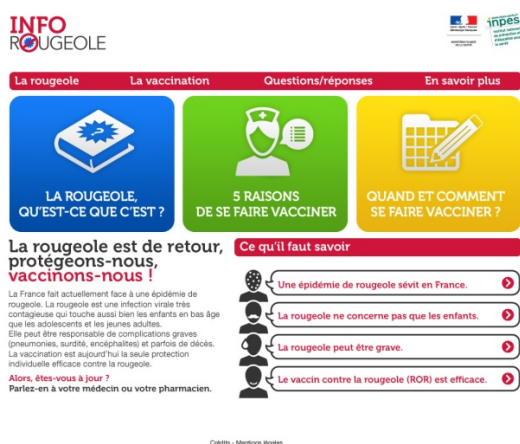 INFO
ROUGEOLE
inpes
La rougeole
La vaccination
Questions/réponses
En savoir plus
LA ROUGEOLE,
QU'EST-CE QUE C'EST ?
5 RAISONS
DE SE FAIRE VACCINER
QUAND ET COMMENT
SE FAIRE VACCINER ?
La rougeole est de retour,
protégeons-nous,
vaccinons-nous !
La France fait actuellement face à une épidémie de
rougeole. La rougeole est une infection virale très
contagieuse qui touche aussi bien les enfants en bas âge
que les adolescents et les jeunes adultes.
Elle peut être responsable de complications graves
(pneumonies, surdité, encéphalites) et parfois de décès.
La vaccination est aujourd'hui la seule protection
individuelle efficace contre la rougeole.
Alors, êtes-vous à jour ?
Parlez-en à votre médecin ou votre pharmacien.
Ce qu'il faut savoir
Une épidémie de rougeole sévit en France.
La rougeole ne concerne pas que les enfants.
La rougeole peut être grave.
Le vaccin contre la rougeole (ROR) est efficace.
Crédits - Mentions légales